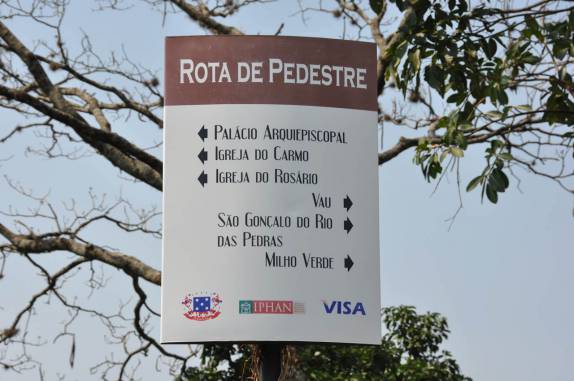 ROTA DE PEDESTRE
PALÁCIO ARQUIEPISCOPAL
IGREJA DO CARMO
IGREJA DO ROSÁRIO
VAU
SÃO GONÇALO DO RIO
DAS PEDRAS
MILHO VERDE
IPHAN VISA